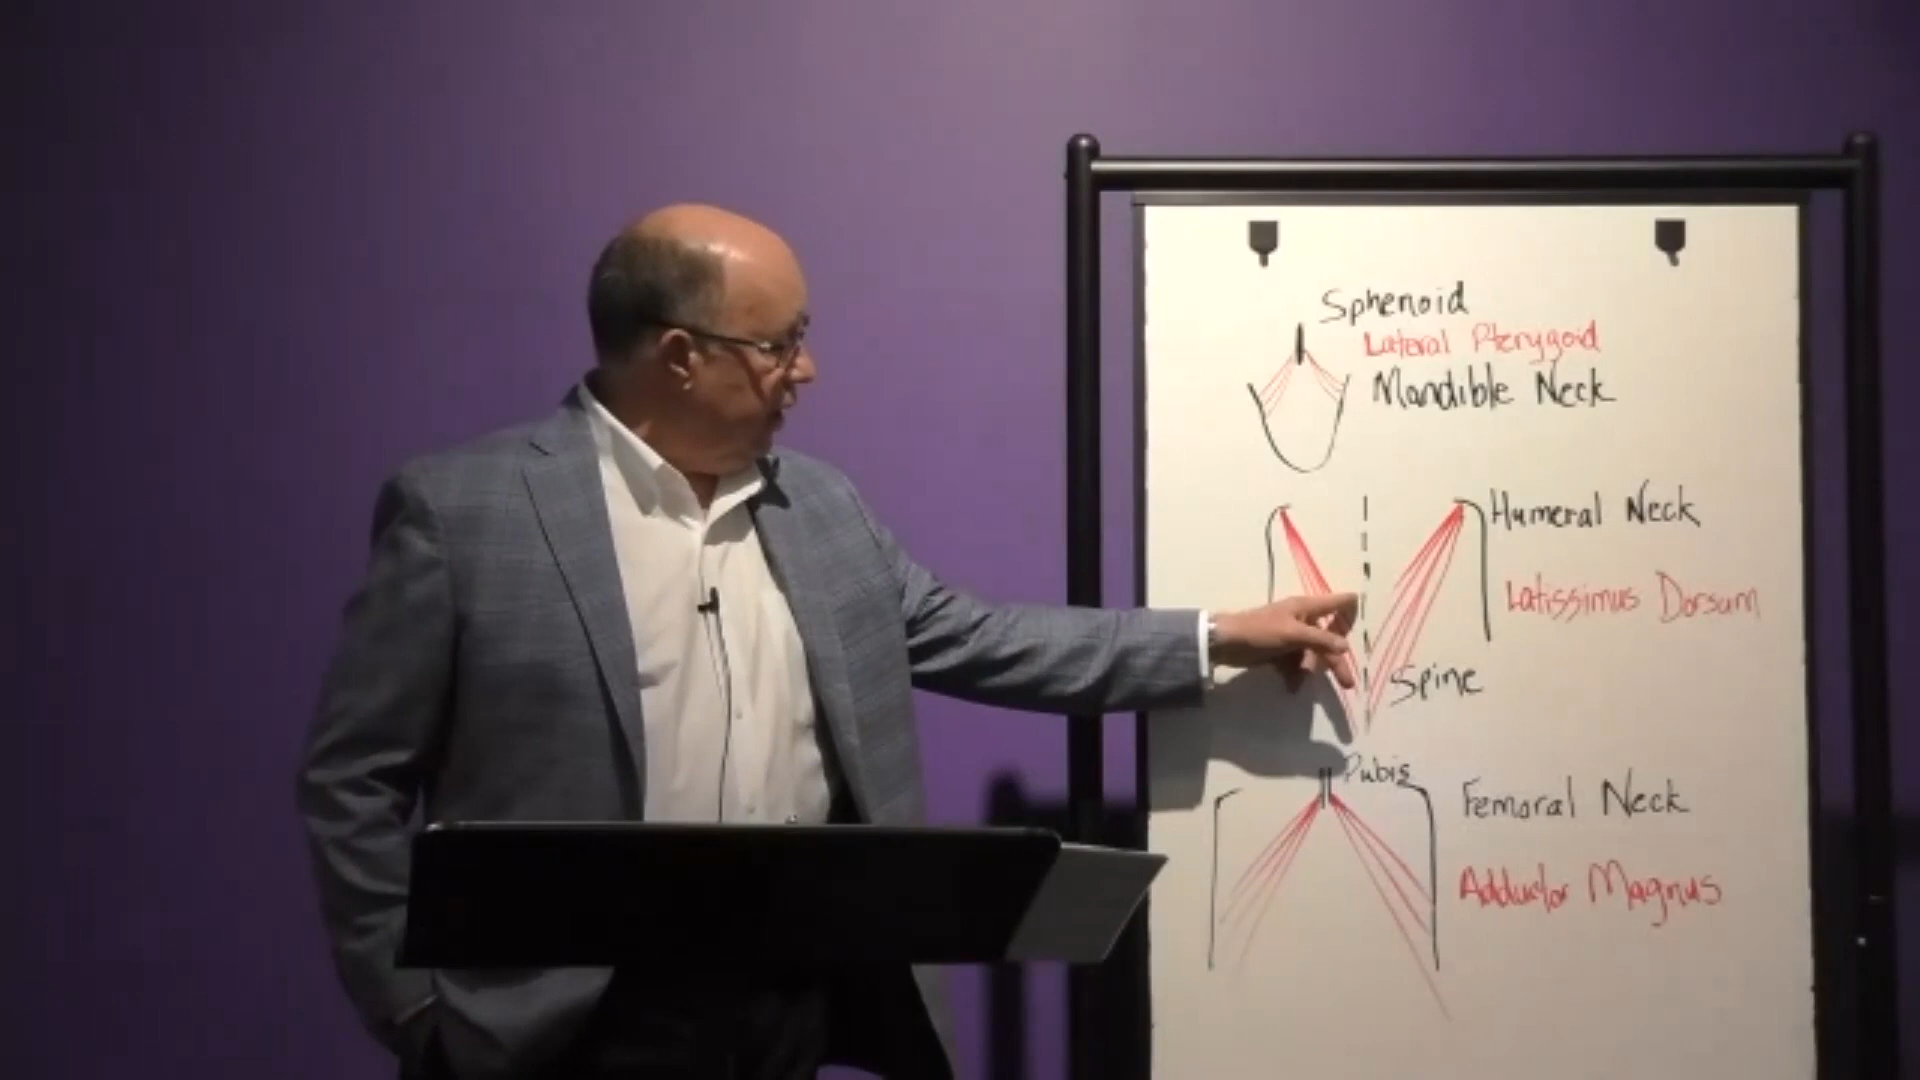 Sphenoid
Lateral Pterygoid
Mandible Neck
Humeral Neck
Latissimus Dorsum
Spine
Pubis
Femoral Neck
Adductor Magnus